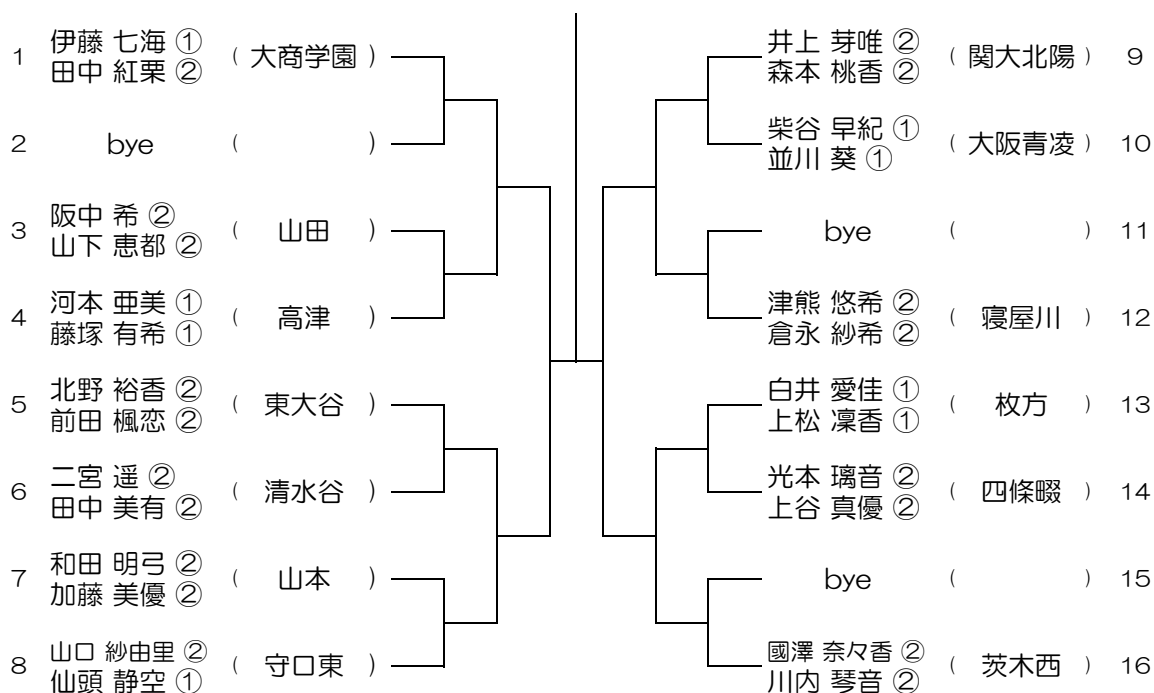 1 伊藤 七海 ① ( 大商学園 )
田中 紅栗 ②
2 bye ( )
3 阪中 希 ② ( 山田 )
山下 恵都 ②
4 河本 亜美 ① ( 高津 )
藤塚 有希 ①
5 北野 裕香 ② ( 東大谷 )
前田 楓恋 ②
6 二宮 遥 ② ( 清水谷 )
田中 美有 ②
7 和田 明弓 ② ( 山本 )
加藤 美優 ②
8 山口 紗由里 ② ( 守口東 )
仙頭 静空 ①
井上 芽唯 ② ( 関大北陽 ) 9
森本 桃香 ②
柴谷 早紀 ① ( 大阪青凌 ) 10
並川 葵 ①
bye ( ) 11
津熊 悠希 ② ( 寝屋川 ) 12
倉永 紗希 ②
白井 愛佳 ① ( 枚方 ) 13
上松 凜香 ①
光本 璃音 ② ( 四條畷 ) 14
上谷 真優 ②
bye ( ) 15
國澤 奈々香 ② ( 茨木西 ) 16
川内 琴音 ②